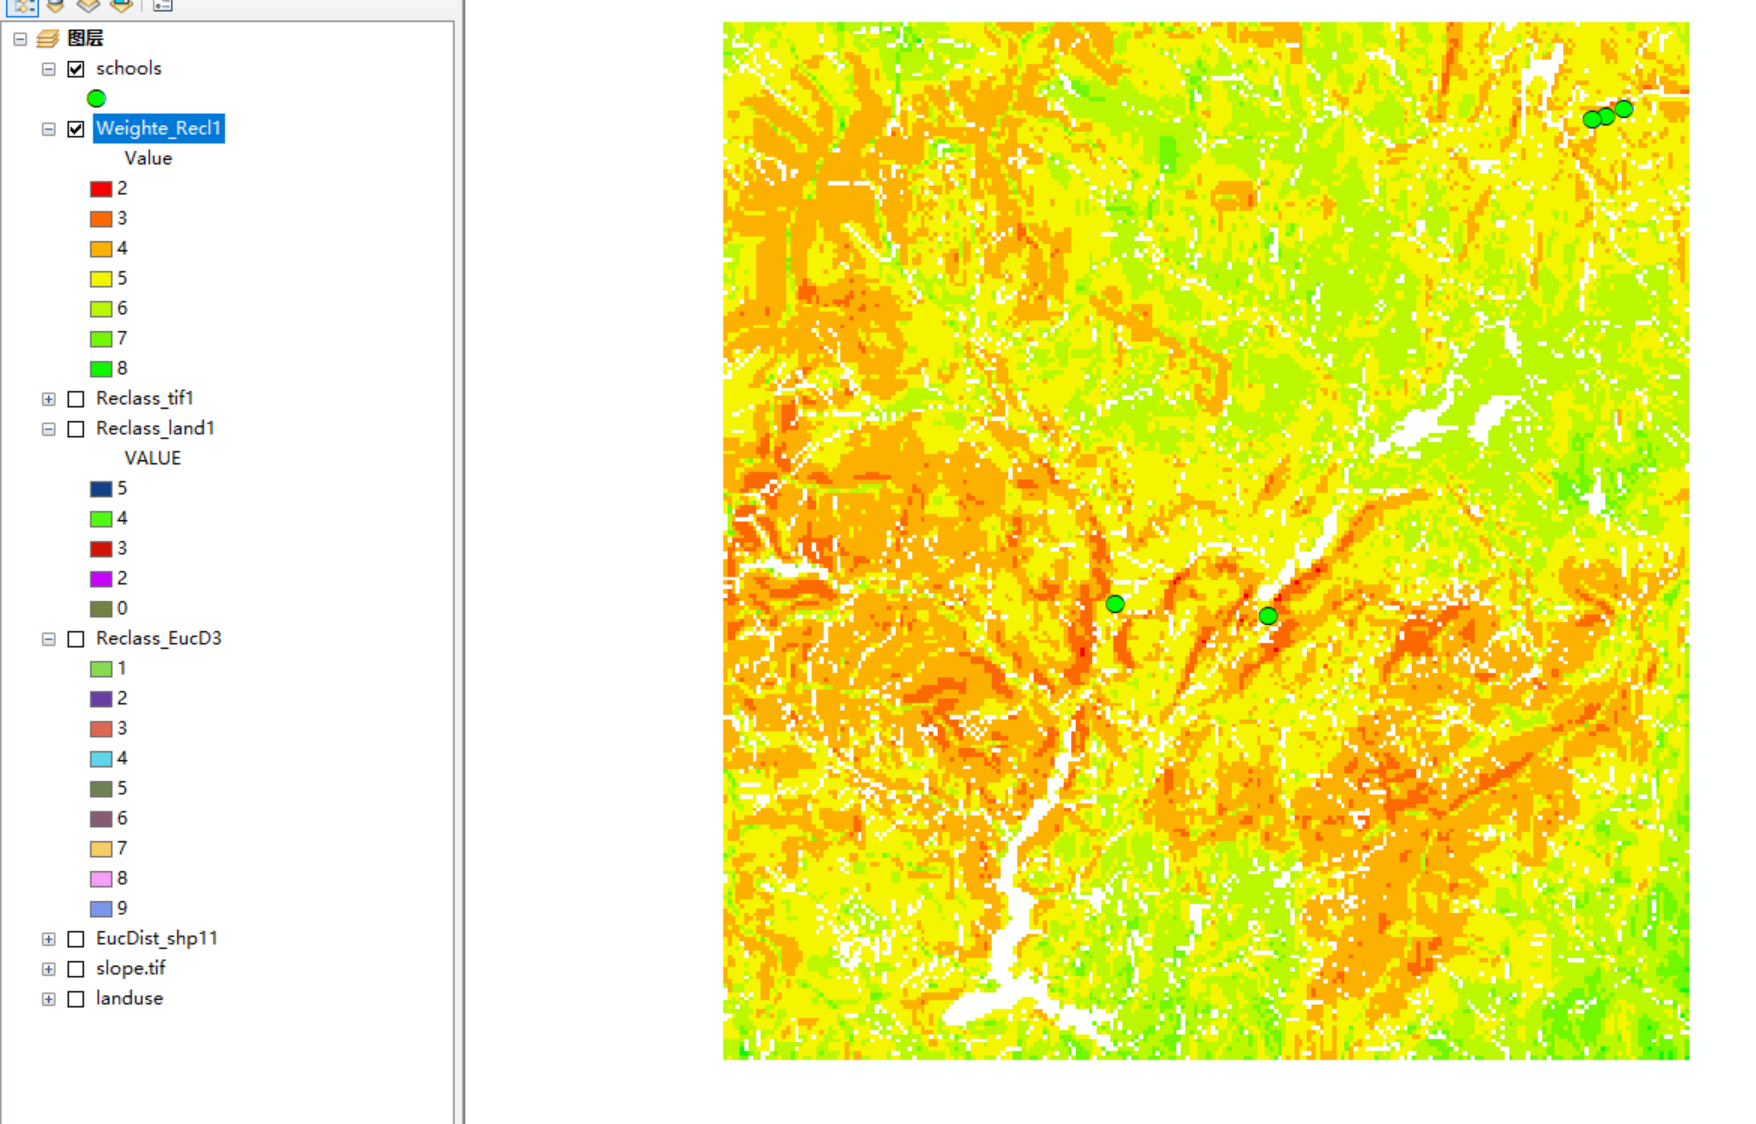 图层
schools
Weighte_Recl1
Value
2
3
4
5
6
7
8
Reclass_tif1
Reclass_land1
VALUE
5
4
3
2
0
Reclass_EucD3
1
2
3
4
5
6
7
8
9
EucDist_shp11
slope.tif
landuse